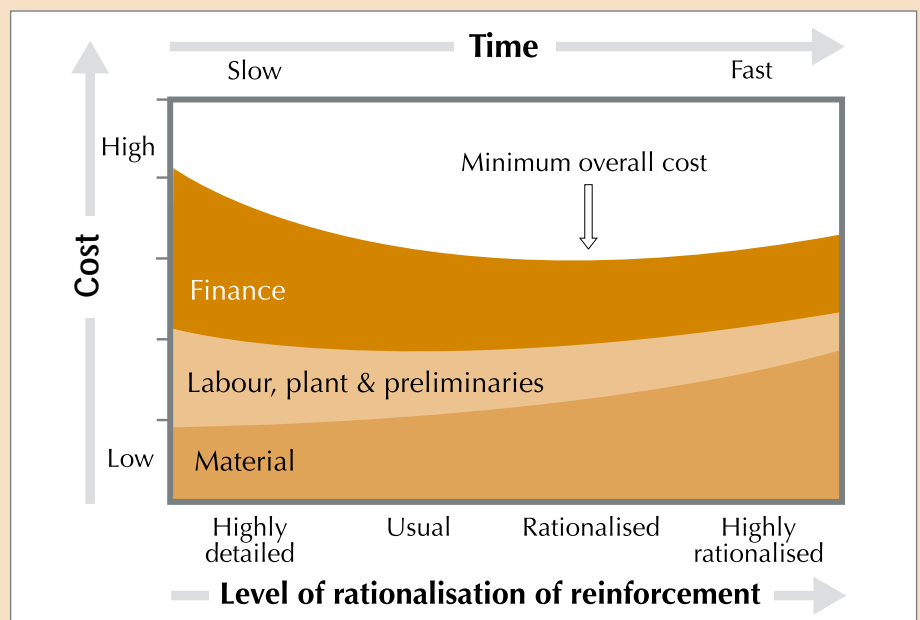 Time
Slow
Fast
High
Minimum overall cost
Cost
Finance
Labour, plant & preliminaries
Low
Material
Highly
detailed
Usual
Rationalised
Highly
rationalised
Level of rationalisation of reinforcement